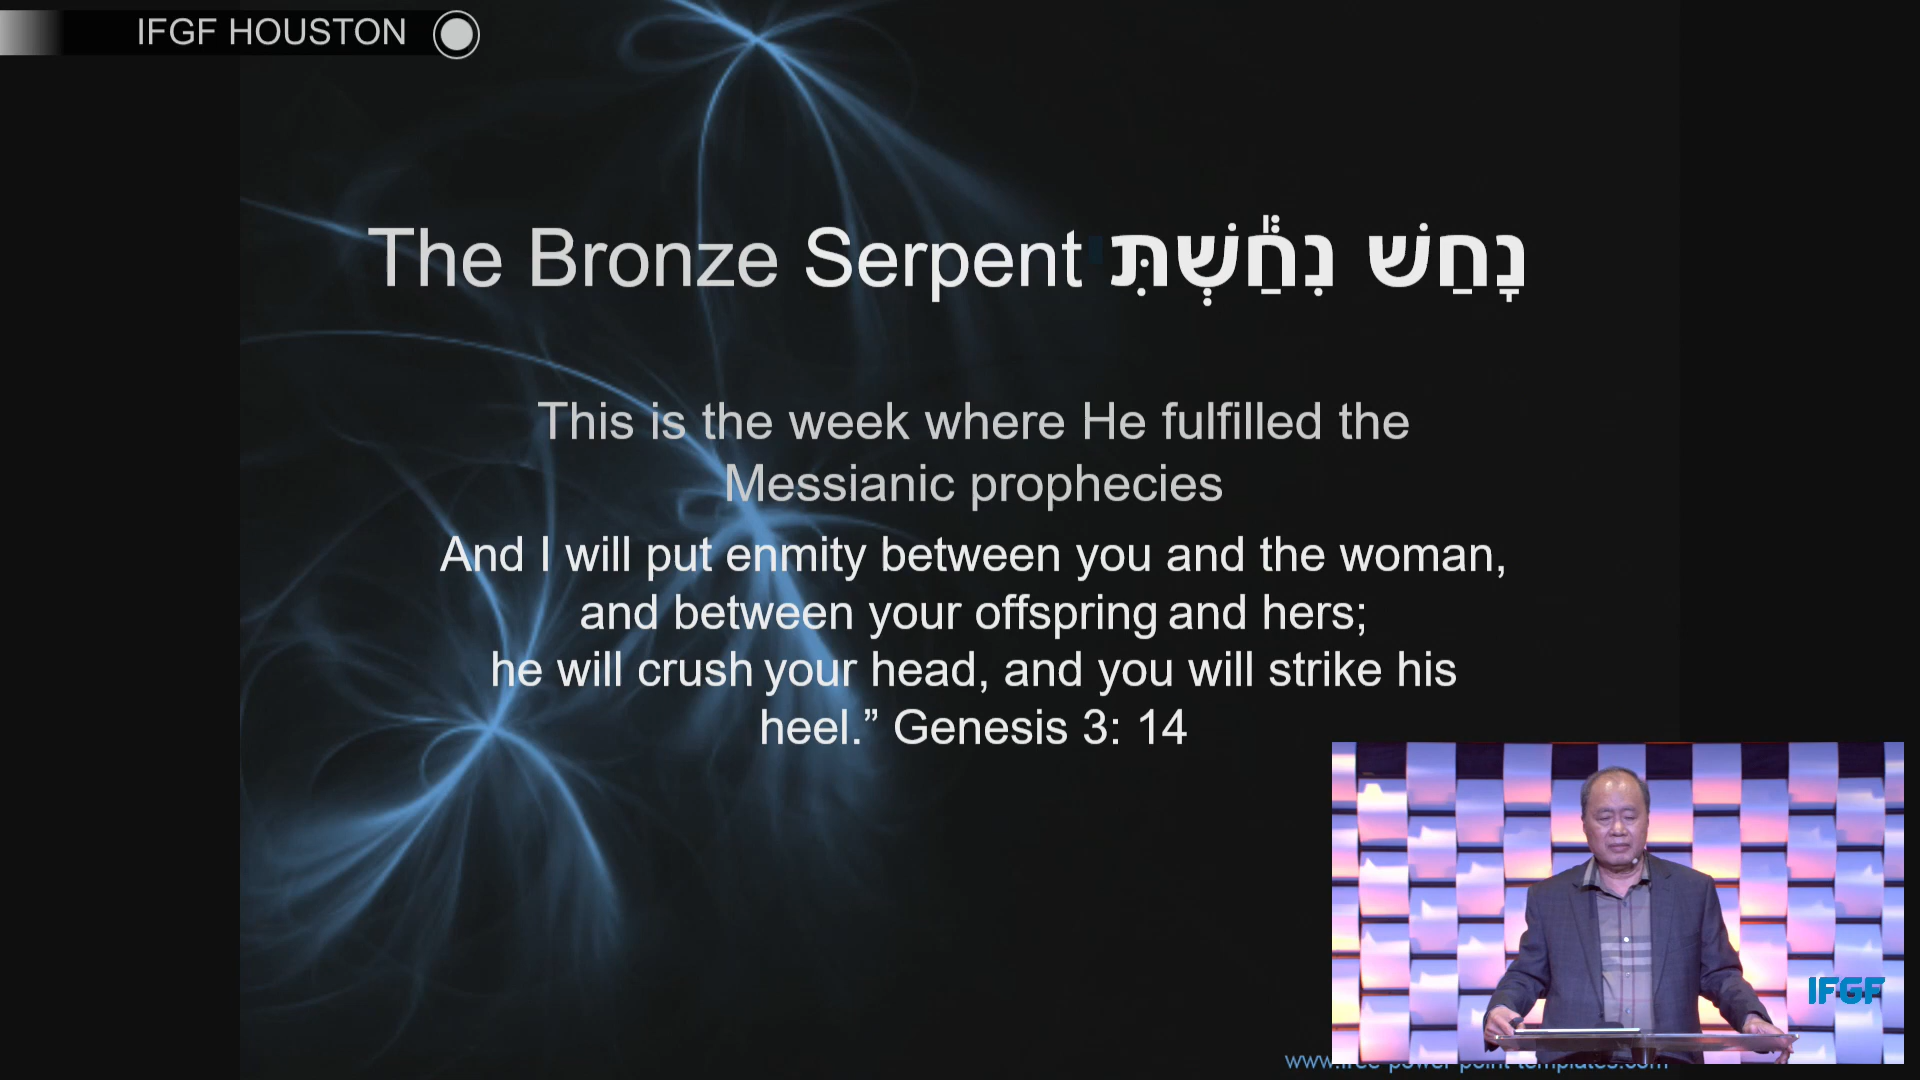 IFGF HOUSTON
The Bronze Serpent נָחַשׁ נִחַ֔שְׁתִּ
This is the week where He fulfilled the
Messianic prophecies
And I will put enmity between you and the woman,
and between your offspring and hers;
he will crush your head, and you will strike his
heel.” Genesis 3: 14
IFGF